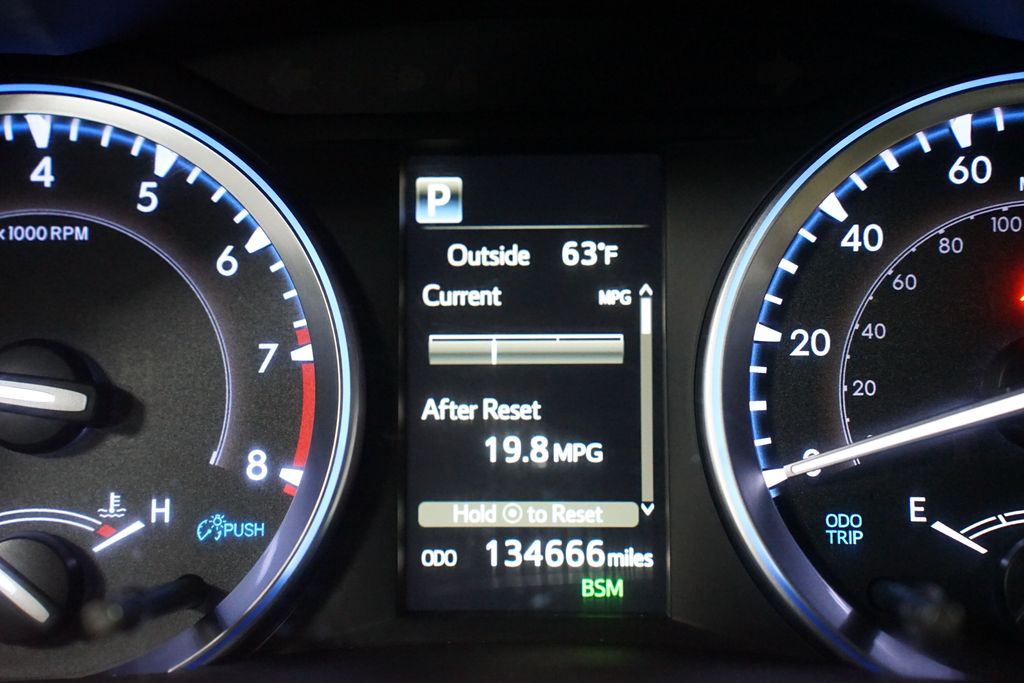 4
5
6
7
8
x1000 RPM
H
PUSH
P
Outside 63°F
Current MPG
After Reset
19.8 MPG
Hold to Reset
ODO 134666 miles
BSM
0
20
40
60
20
40
60
80
100
ODO
TRIP
E